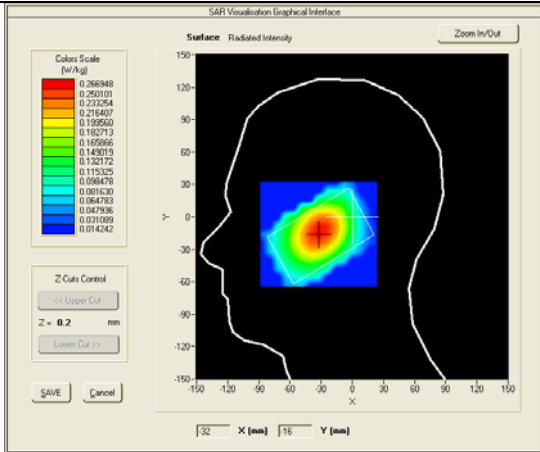 SAR Visualisation Graphical Interface
Surface Radiated Intensity
Zoom In/Out
Colors Scale
(W/kg)
0.266948
0.250101
0.233254
0.216407
0.199560
0.182713
0.165866
0.149019
0.132172
0.115325
0.098478
0.081630
0.064783
0.047936
0.031089
0.014242
Z Cuts Control
<< Upper Cut
Z = 0.2 mm
Lower Cut >>
SAVE Cancel
150
120
90
60
30
0
-30
-60
-90
-120
-150
Y
-150 -120 -90 -60 -30 0 30 60 90 120 150
X
-32 X (mm) -16 Y (mm)